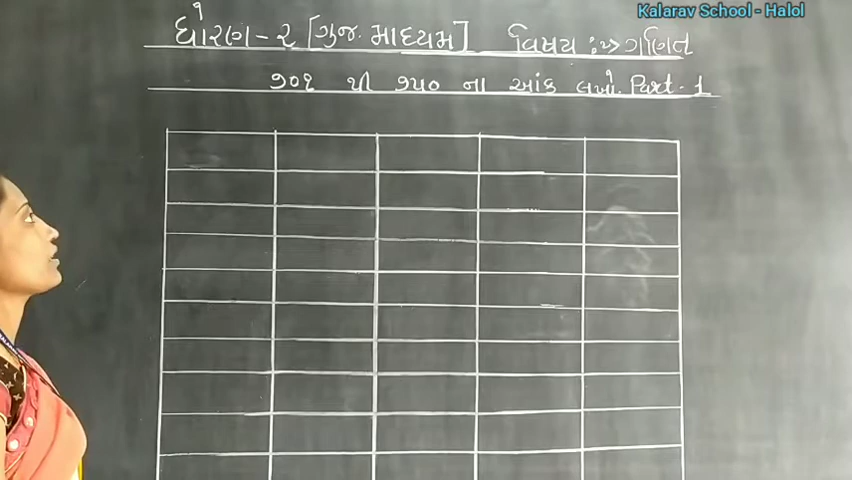 Kalarav School - Halol
ધોરણ - ૨ [ગુજ. માધ્યમ] વિષય :-> ગણિત
૭૦૧ થી ૭૫૦ ના આંક લખો. Part - 1